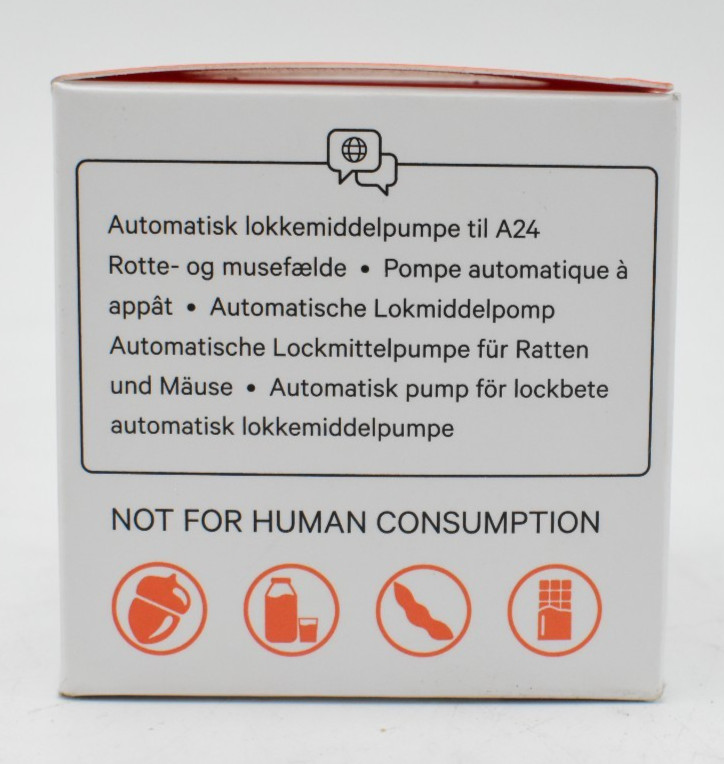 Automatisk lokkemiddelpumpe til A24
Rotte- og musefælde • Pompe automatique à
appât • Automatische Lokmiddelpomp
Automatische Lockmittelpumpe für Ratten
und Mäuse • Automatisk pump för lockbete
automatisk lokkemiddelpumpe
NOT FOR HUMAN CONSUMPTION